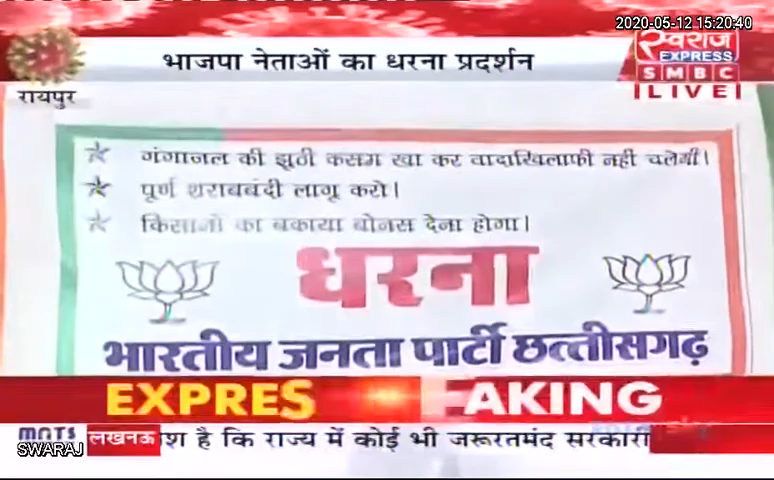 2020-05-12 15:20:40
भाजपा नेताओं का धरना प्रदर्शन
स्वराज
EXPRESS
SMBC
LIVE
रायपुर
गंगाजल की झूठी कसम खा कर वादाखिलाफी नही चलेगी।
पूर्ण शराबबंदी लागू करो।
किसानो का बकाया बोनस देना होगा।
धरना
भारतीय जनता पार्टी छत्तीसगढ़
EXPRES AKING
SWARAJ
लखनऊ
श है कि राज्य में कोई भी जरूरतमंद सरकारी